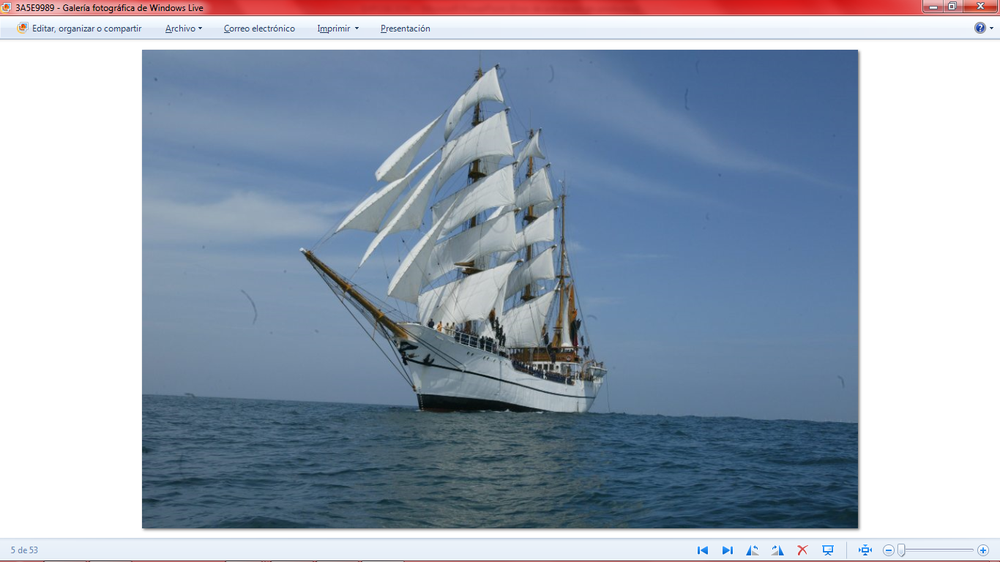 3A5E9989 - Galería fotográfica de Windows Live
Editar, organizar o compartir Archivo Correo electrónico Imprimir Presentación
5 de 53